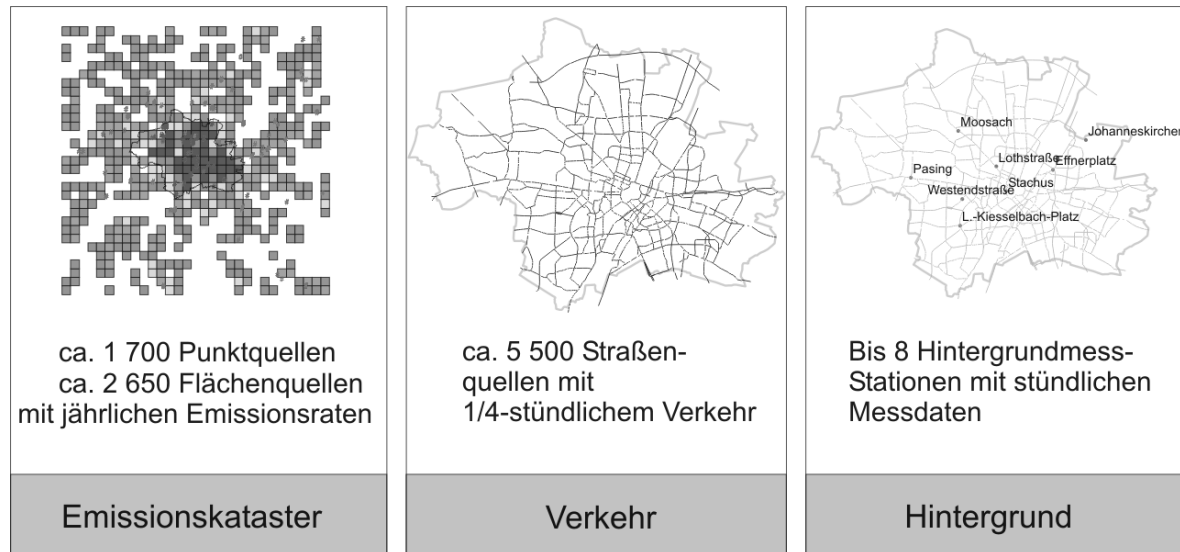 ca. 1 700 Punktquellen
ca. 2 650 Flächenquellen
mit jährlichen Emissionsraten
Emissionskataster
ca. 5 500 Straßen-
quellen mit
1/4-stündlichem Verkehr
Verkehr
Moosach
Johanneskirchen
Lothstraße
Effnerplatz
Pasing
Stachus
Westendstraße
L.-Kiesselbach-Platz
Bis 8 Hintergrundmess-
Stationen mit stündlichen
Messdaten
Hintergrund